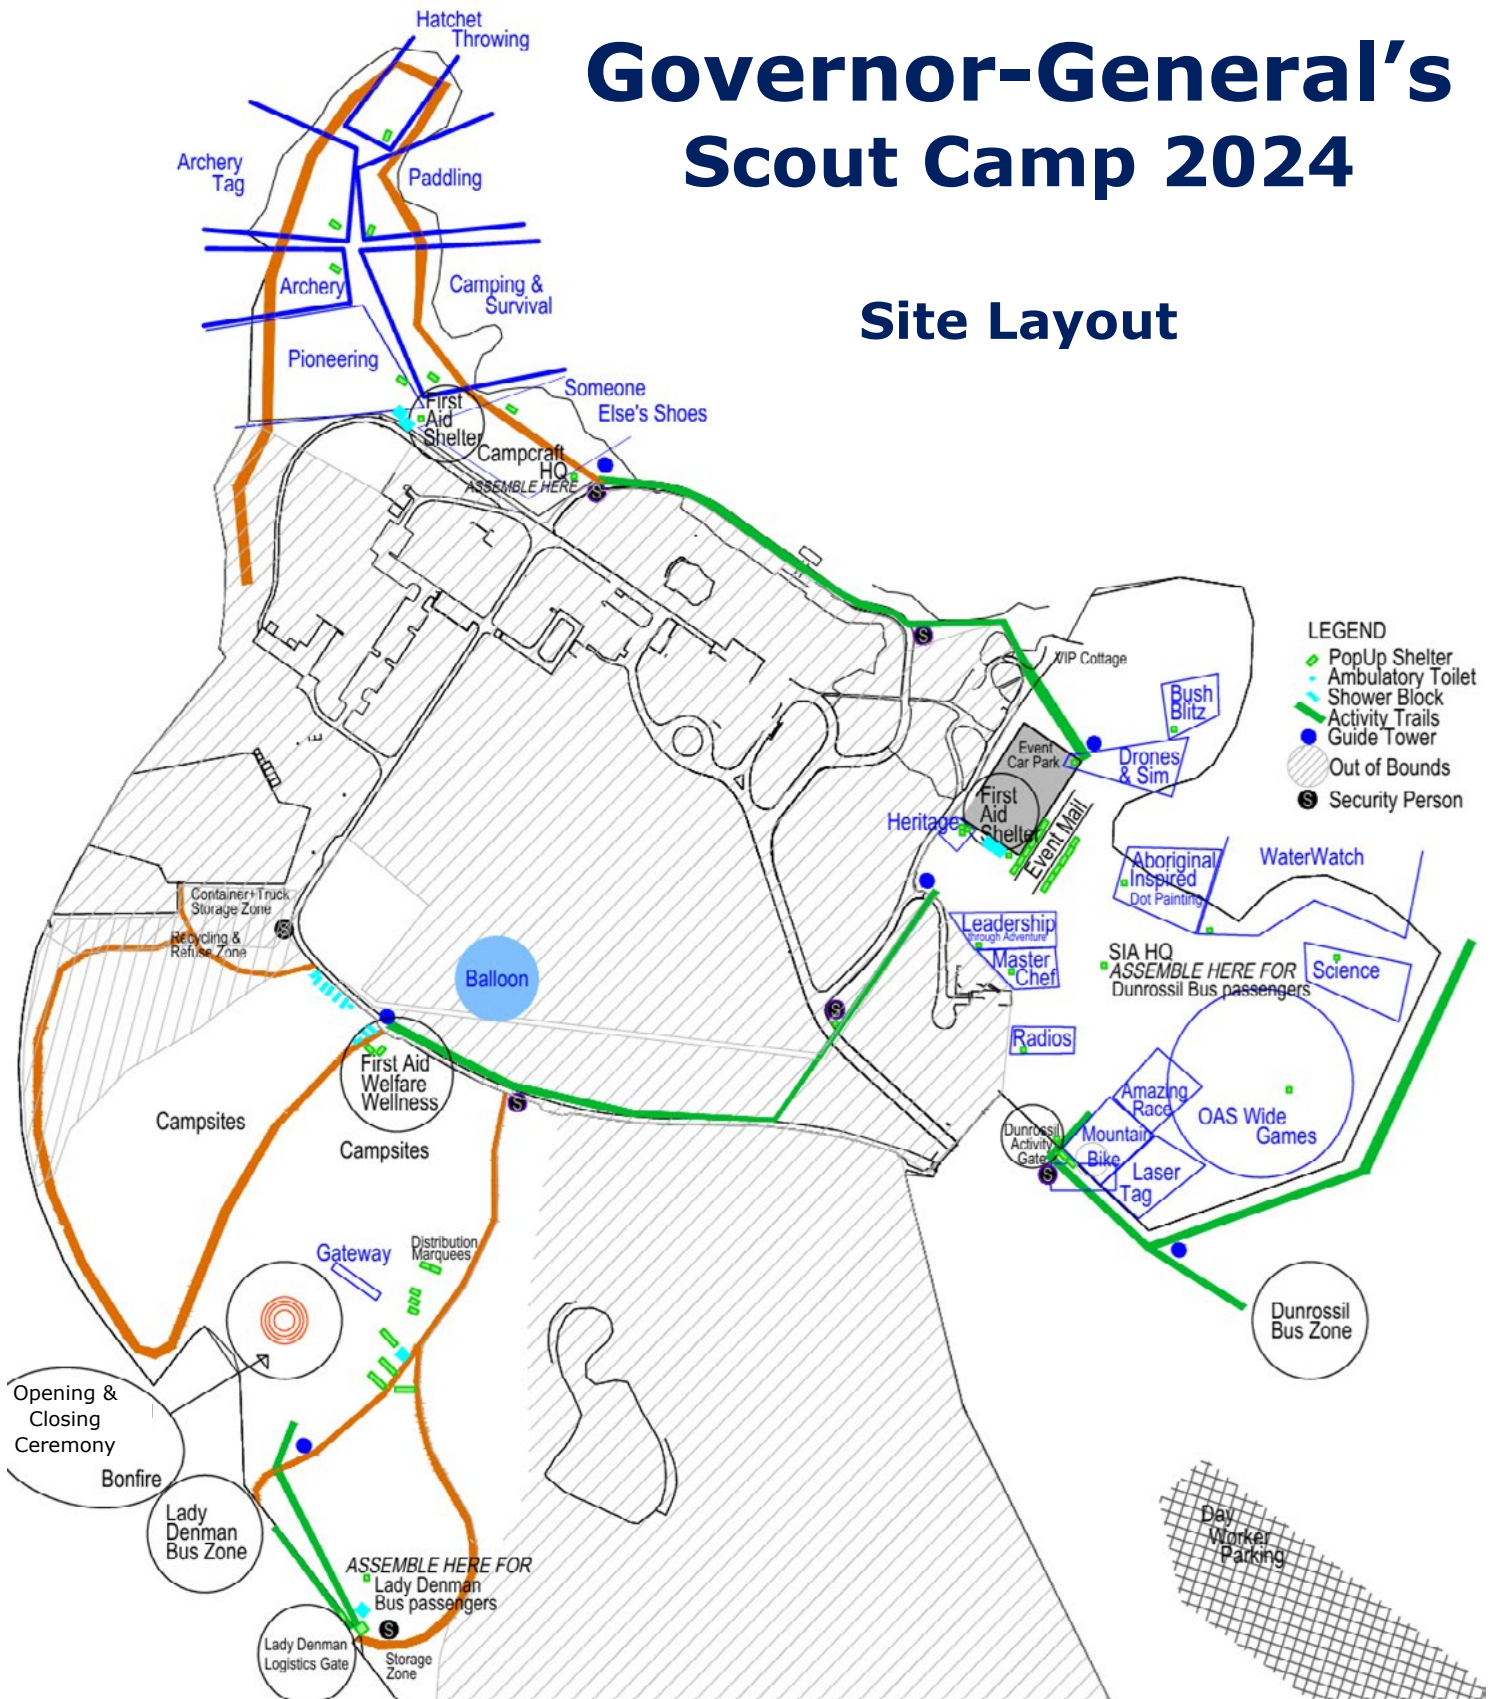 Governor-General’s
Scout Camp 2024
Site Layout
Hatchet
Throwing
Archery
Tag
Paddling
Archery
Camping &
Survival
Pioneering
Someone
Else's Shoes
First
Aid
Shelter
Campcraft
HQ
ASSEMBLE HERE
S
S
VIP Cottage
LEGEND
PopUp Shelter
Ambulatory Toilet
Shower Block
Activity Trails
Guide Tower
Out of Bounds
S Security Person
Bush
Blitz
Event
Car Park
Drones
& Sim
First
Aid
Shelter
Heritage
Event Mall
Aboriginal
Inspired
Dot Painting
WaterWatch
Container+Truck
Storage Zone
Recycling &
Refuse Zone
S
Balloon
Leadership
through Adventure
Master
Chef
SIA HQ
ASSEMBLE HERE FOR
Dunrossil Bus passengers
Science
S
Radios
First Aid
Welfare
Wellness
S
Campsites
Campsites
Amazing
Race
OAS Wide
Games
Dunrossil
Activity
Gate
Mountain
Bike
Laser
Tag
S
Gateway
Distribution
Marquees
Dunrossil
Bus Zone
Opening &
Closing
Ceremony
Bonfire
Lady
Denman
Bus Zone
Day
Worker
Parking
ASSEMBLE HERE FOR
Lady Denman
Bus passengers
S
Lady Denman
Logistics Gate
Storage
Zone